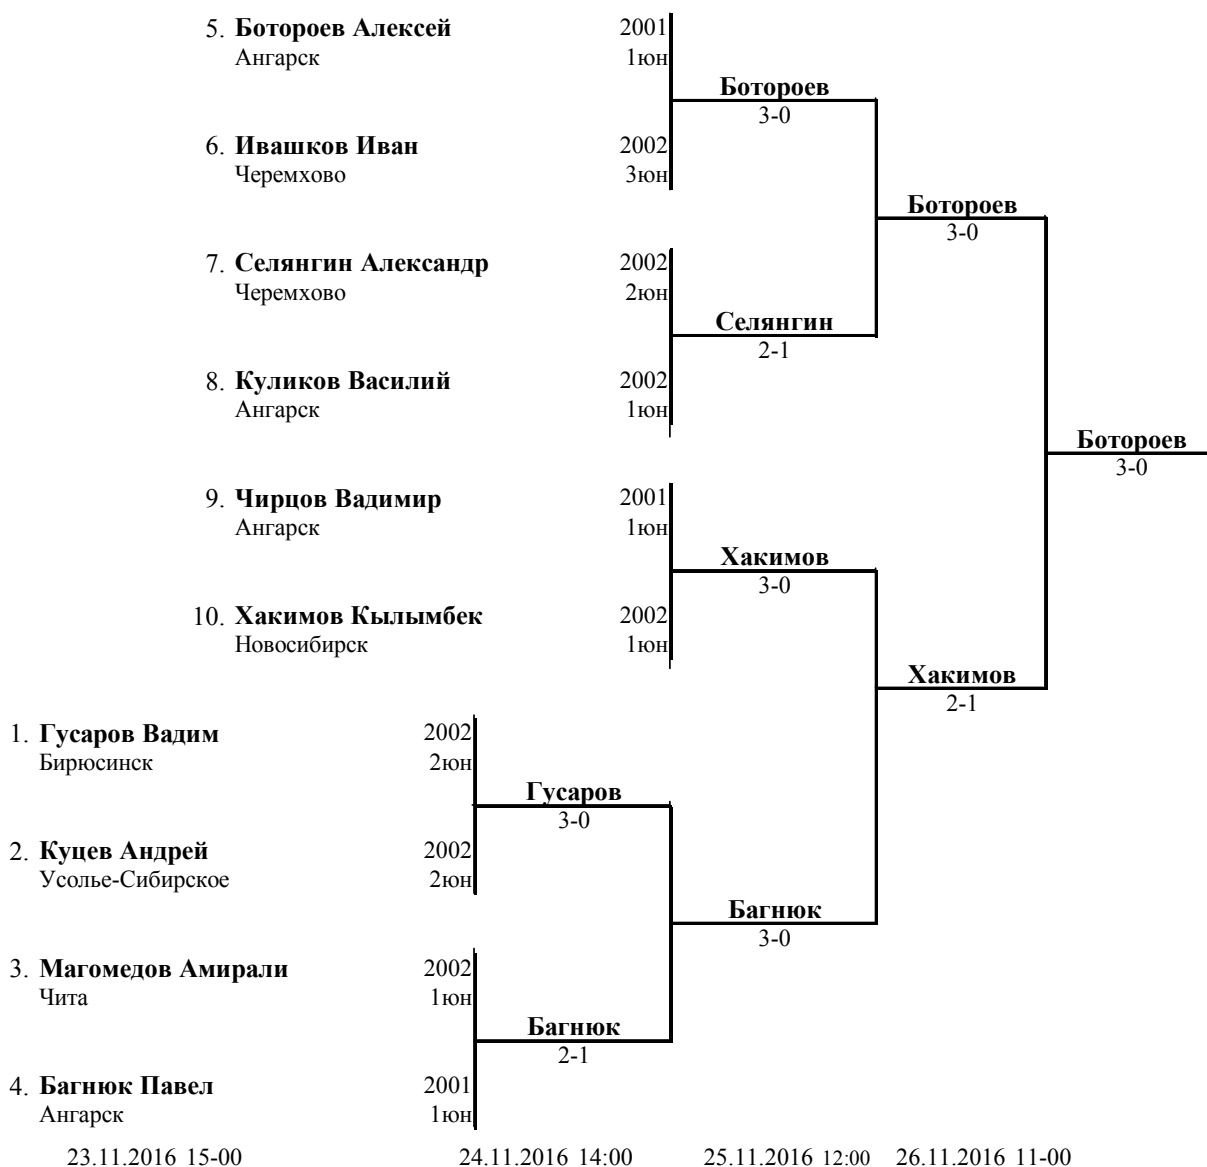 5. Ботороев Алексей 2001
Ангарск 1юн
Ботороев
3-0
6. Ивашков Иван 2002
Черемхово 3юн
Ботороев
3-0
7. Селянгин Александр 2002
Черемхово 2юн
Селянгин
2-1
8. Куликов Василий 2002
Ангарск 1юн
Ботороев
3-0
9. Чирцов Вадимир 2001
Ангарск 1юн
Хакимов
3-0
10. Хакимов Кылымбек 2002
Новосибирск 1юн
Хакимов
2-1
1. Гусаров Вадим 2002
Бирюсинск 2юн
Гусаров
3-0
2. Куцев Андрей 2002
Усолье-Сибирское 2юн
Багнюк
3-0
3. Магомедов Амирали 2002
Чита 1юн
Багнюк
2-1
4. Багнюк Павел 2001
Ангарск 1юн
23.11.2016 15-00 24.11.2016 14:00 25.11.2016 12:00 26.11.2016 11-00